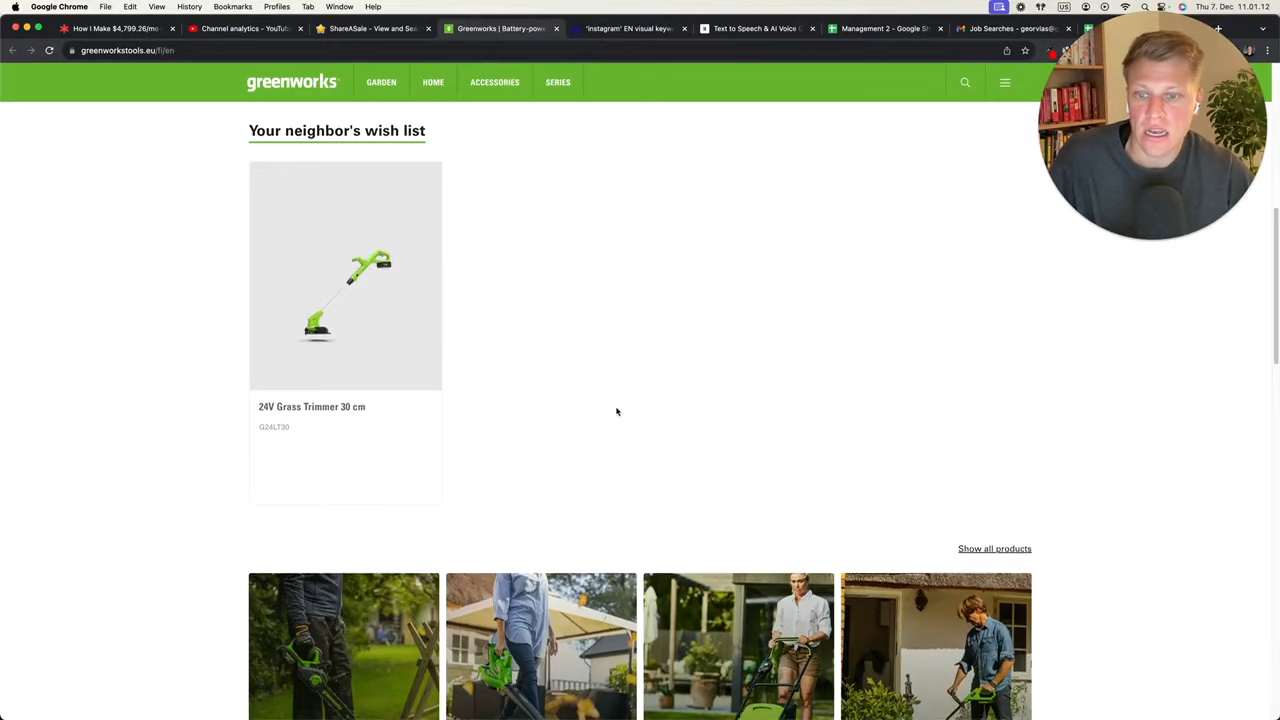 Google Chrome File Edit View History Bookmarks Profiles Tab Window Help
US
Thu 7. Dec 11.01.12
How I Make $4,799.26/mo
Channel analytics - YouTube
ShareASale - View and Sea
Greenworks | Battery-pow
"instagram' EN visual keyw
Text to Speech & AI Voice G
Management 2 - Google Sh
Job Searches - georvlas@
greenworkstools.eu/fi/en
greenworks
GARDEN
HOME
ACCESSORIES
SERIES
Your neighbor's wish list
24V Grass Trimmer 30 cm
G24LT30
Show all products